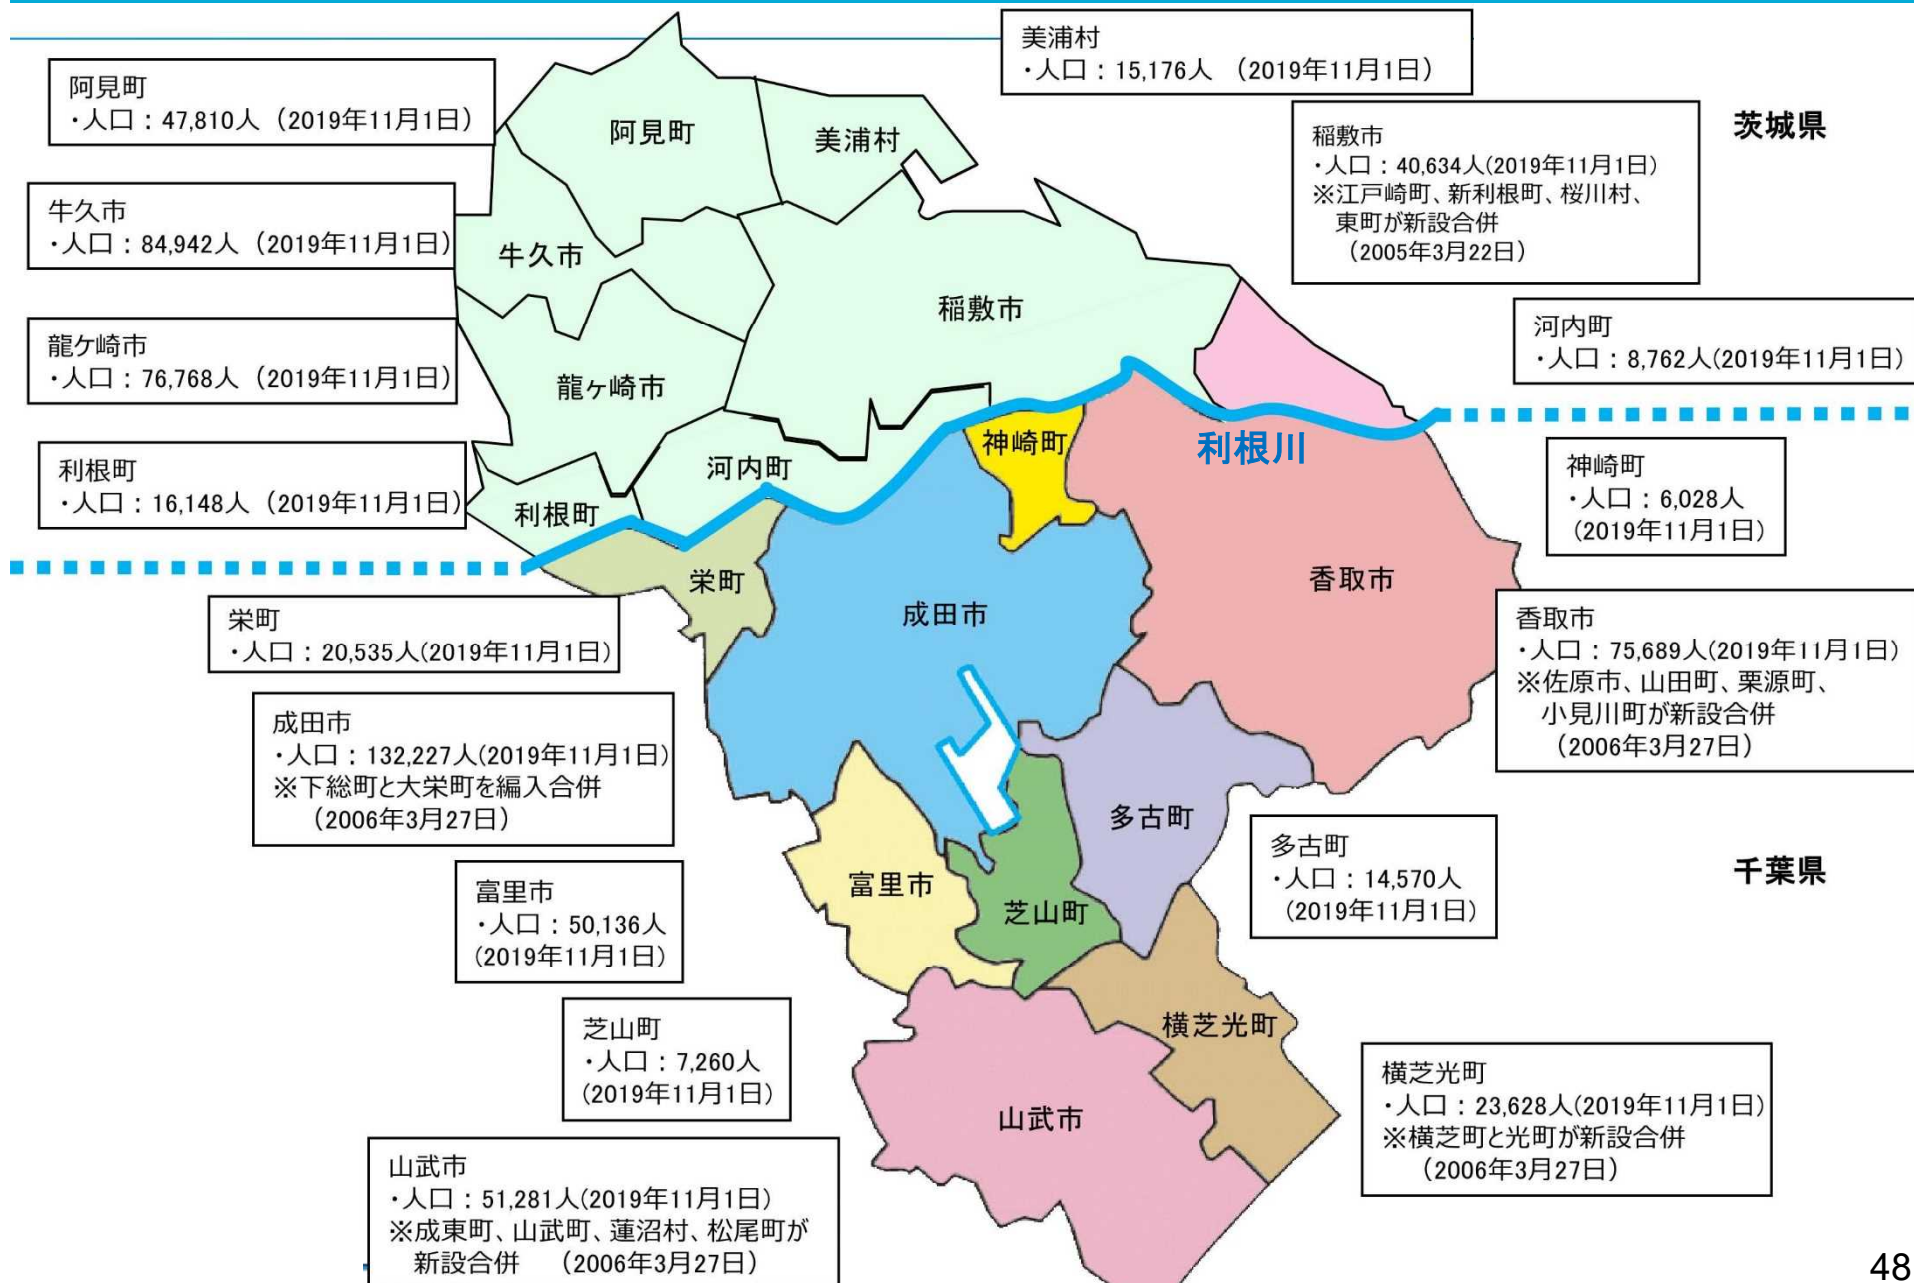 美浦村
・人口：15,176人 （2019年11月1日）
阿見町
・人口：47,810人（2019年11月1日）
稲敷市
・人口：40,634人(2019年11月1日)
※江戸崎町、新利根町、桜川村、
東町が新設合併
（2005年3月22日）
茨城県
牛久市
・人口：84,942人（2019年11月1日）
龍ケ崎市
・人口：76,768人（2019年11月1日）
河内町
・人口：8,762人(2019年11月1日)
利根町
・人口：16,148人（2019年11月1日）
神崎町
・人口：6,028人
（2019年11月1日）
阿見町
美浦村
牛久市
稲敷市
龍ヶ崎市
河内町
利根町
利根川
神崎町
栄町
成田市
香取市
多古町
富里市
芝山町
横芝光町
山武市
栄町
・人口：20,535人(2019年11月1日)
香取市
・人口：75,689人(2019年11月1日)
※佐原市、山田町、栗源町、
小見川町が新設合併
（2006年3月27日）
成田市
・人口：132,227人(2019年11月1日)
※下総町と大栄町を編入合併
（2006年3月27日）
多古町
・人口：14,570人
（2019年11月1日）
千葉県
富里市
・人口：50,136人
（2019年11月1日）
芝山町
・人口：7,260人
（2019年11月1日）
横芝光町
・人口：23,628人(2019年11月1日)
※横芝町と光町が新設合併
（2006年3月27日）
山武市
・人口：51,281人(2019年11月1日)
※成東町、山武町、蓮沼村、松尾町が
新設合併 （2006年3月27日）
48